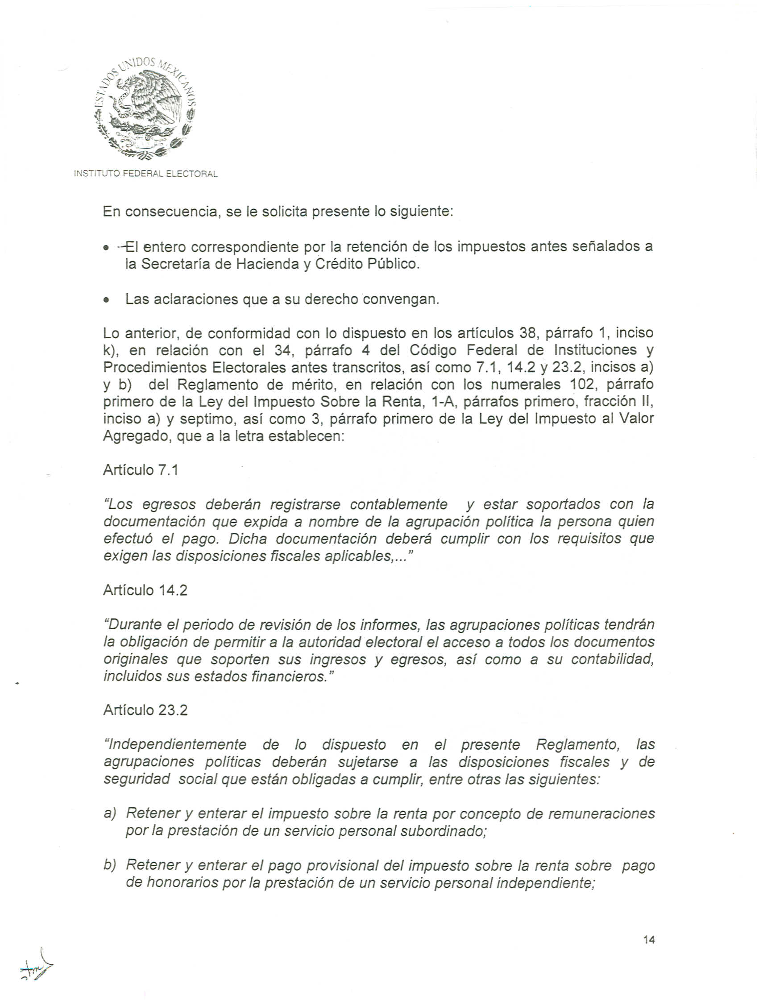 ESTADOS UNIDOS MEXICANOS
INSTITUTO FEDERAL ELECTORAL
En consecuencia, se le solicita presente lo siguiente:
• El entero correspondiente por la retención de los impuestos antes señalados a
la Secretaría de Hacienda y Crédito Público.
• Las aclaraciones que a su derecho convengan.
Lo anterior, de conformidad con lo dispuesto en los artículos 38, párrafo 1, inciso
k), en relación con el 34, párrafo 4 del Código Federal de Instituciones y
Procedimientos Electorales antes transcritos, así como 7.1, 14.2 y 23.2, incisos a)
y b) del Reglamento de mérito, en relación con los numerales 102, párrafo
primero de la Ley del Impuesto Sobre la Renta, 1-A, párrafos primero, fracción II,
inciso a) y septimo, así como 3, párrafo primero de la Ley del Impuesto al Valor
Agregado, que a la letra establecen:
Artículo 7.1
“Los egresos deberán registrarse contablemente y estar soportados con la
documentación que expida a nombre de la agrupación política la persona quien
efectuó el pago. Dicha documentación deberá cumplir con los requisitos que
exigen las disposiciones fiscales aplicables,...”
Artículo 14.2
“Durante el periodo de revisión de los informes, las agrupaciones políticas tendrán
la obligación de permitir a la autoridad electoral el acceso a todos los documentos
originales que soporten sus ingresos y egresos, así como a su contabilidad,
incluidos sus estados financieros.”
Artículo 23.2
“Independientemente de lo dispuesto en el presente Reglamento, las
agrupaciones políticas deberán sujetarse a las disposiciones fiscales y de
seguridad social que están obligadas a cumplir, entre otras las siguientes:
a) Retener y enterar el impuesto sobre la renta por concepto de remuneraciones
por la prestación de un servicio personal subordinado;
b) Retener y enterar el pago provisional del impuesto sobre la renta sobre pago
de honorarios por la prestación de un servicio personal independiente;
14